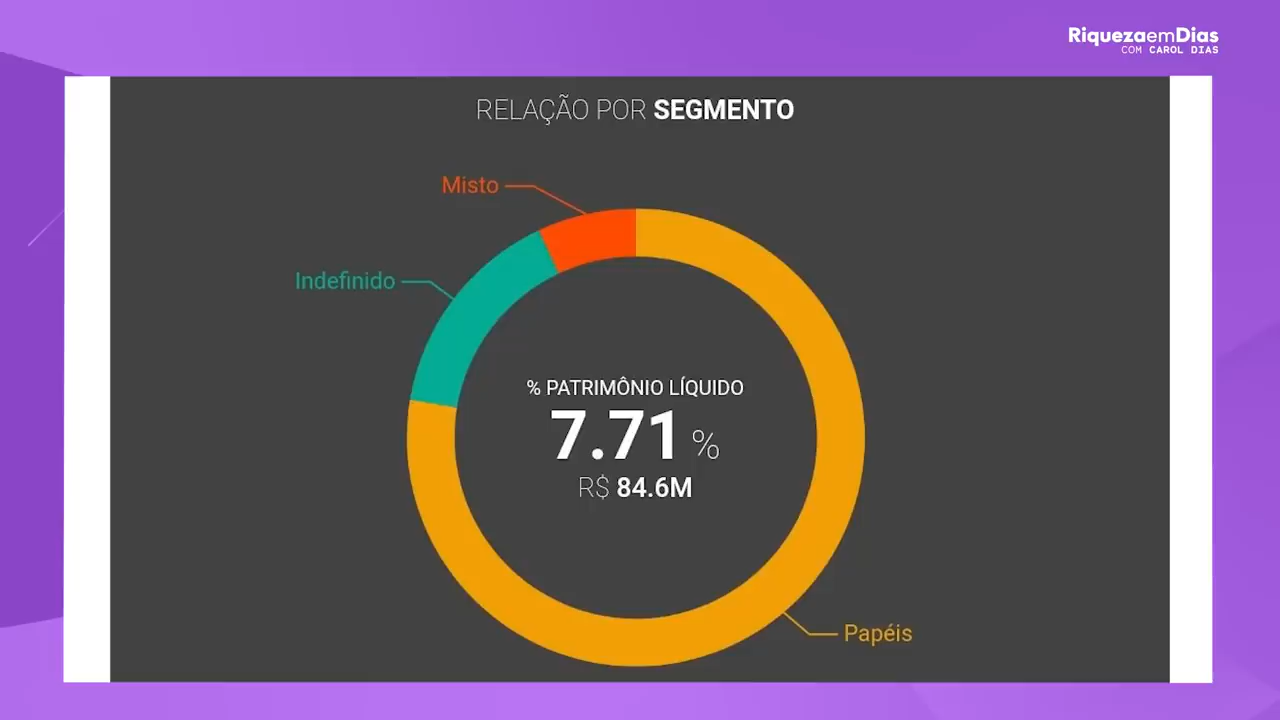 RiquezaemDias
COM CAROL DIAS
RELAÇÃO POR SEGMENTO
Misto
Indefinido
% PATRIMÔNIO LÍQUIDO
7.71 %
R$ 84.6M
Papéis